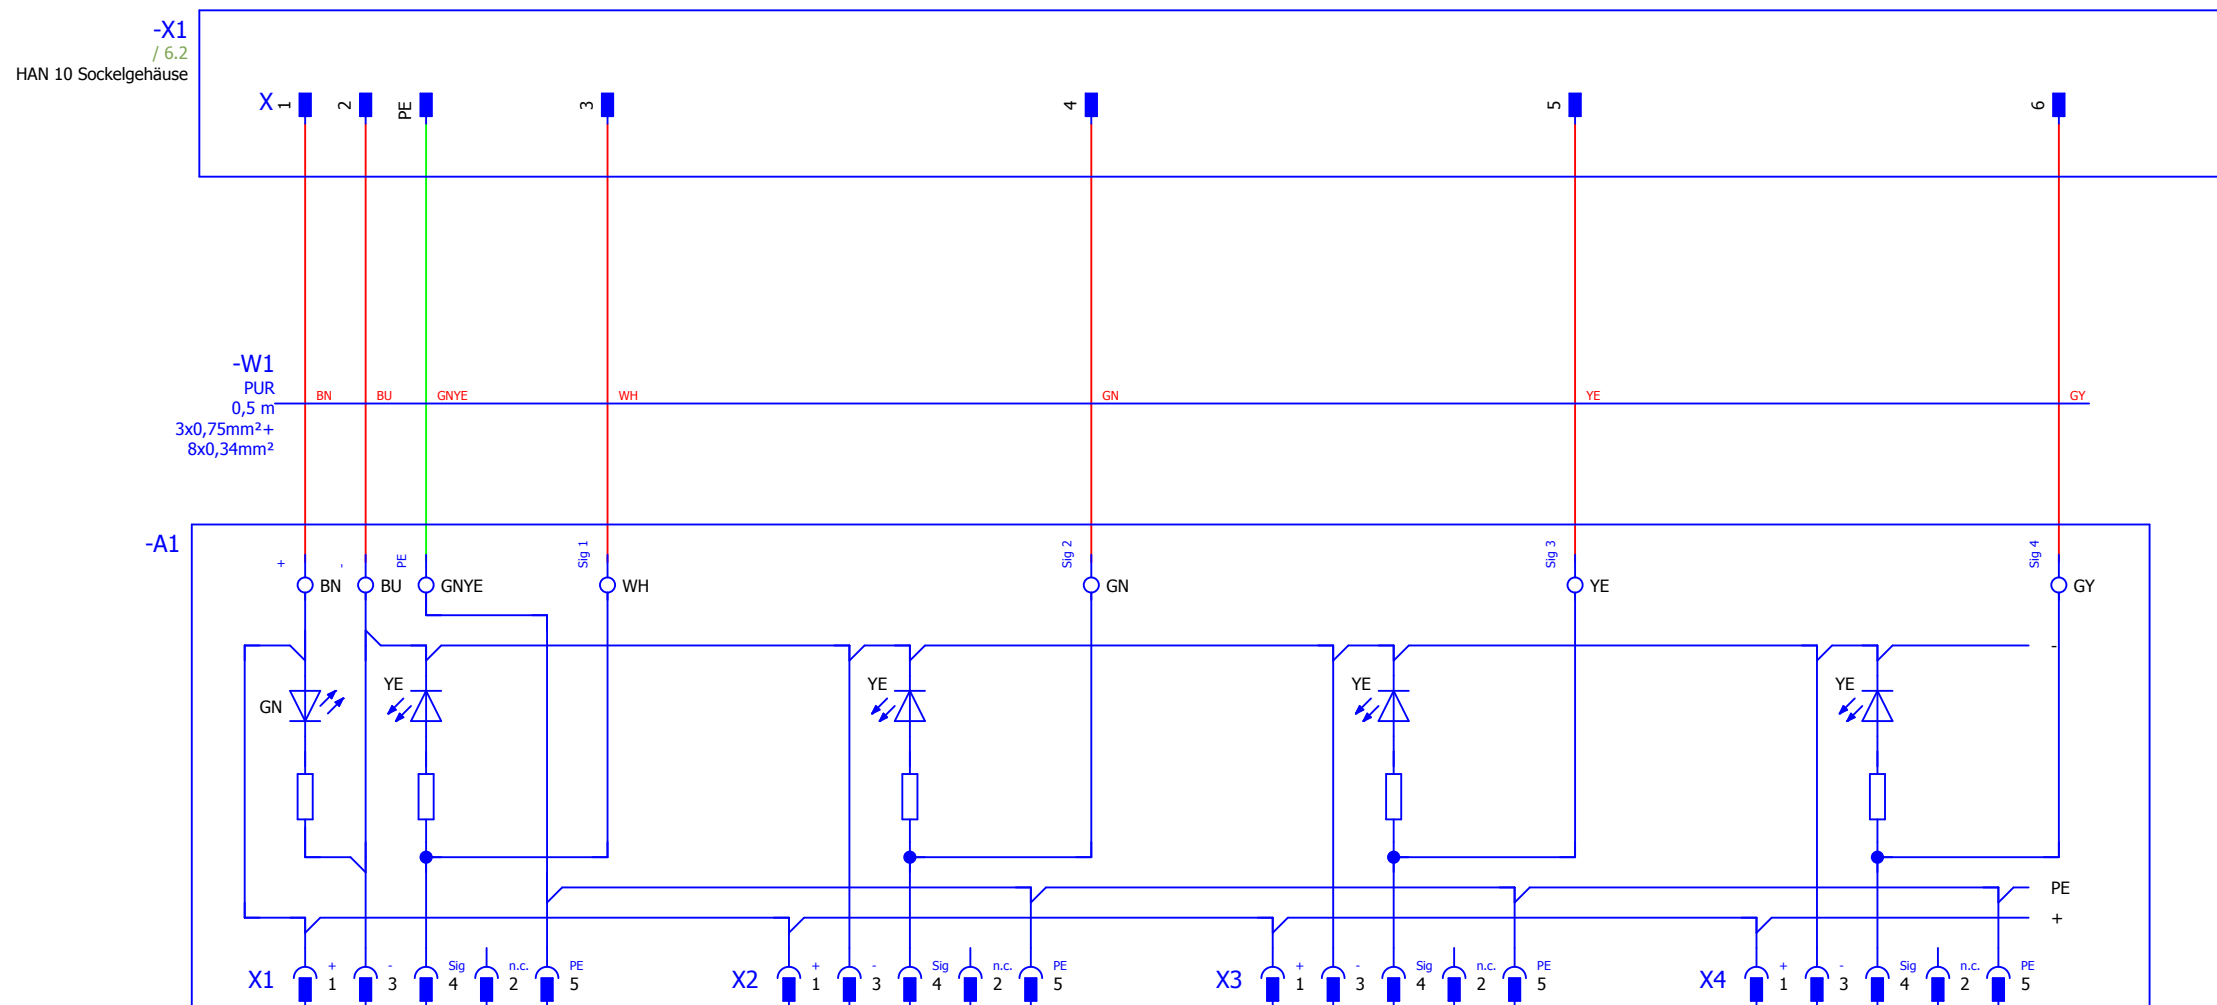 -X1
/ 6.2
HAN 10 Sockelgehäuse
X 1 2 PE 3 4 5 6
-W1
PUR
0,5 m
3x0,75mm²+
8x0,34mm²
BN BU GNYE WH GN YE GY
-A1
+ - PE Sig 1 Sig 2 Sig 3 Sig 4
BN BU GNYE WH GN YE GY
-
GN YE YE YE YE
PE
+
X1 + 1 - 3 Sig 4 n.c. 2 PE 5
X2 + 1 - 3 Sig 4 n.c. 2 PE 5
X3 + 1 - 3 Sig 4 n.c. 2 PE 5
X4 + 1 - 3 Sig 4 n.c. 2 PE 5